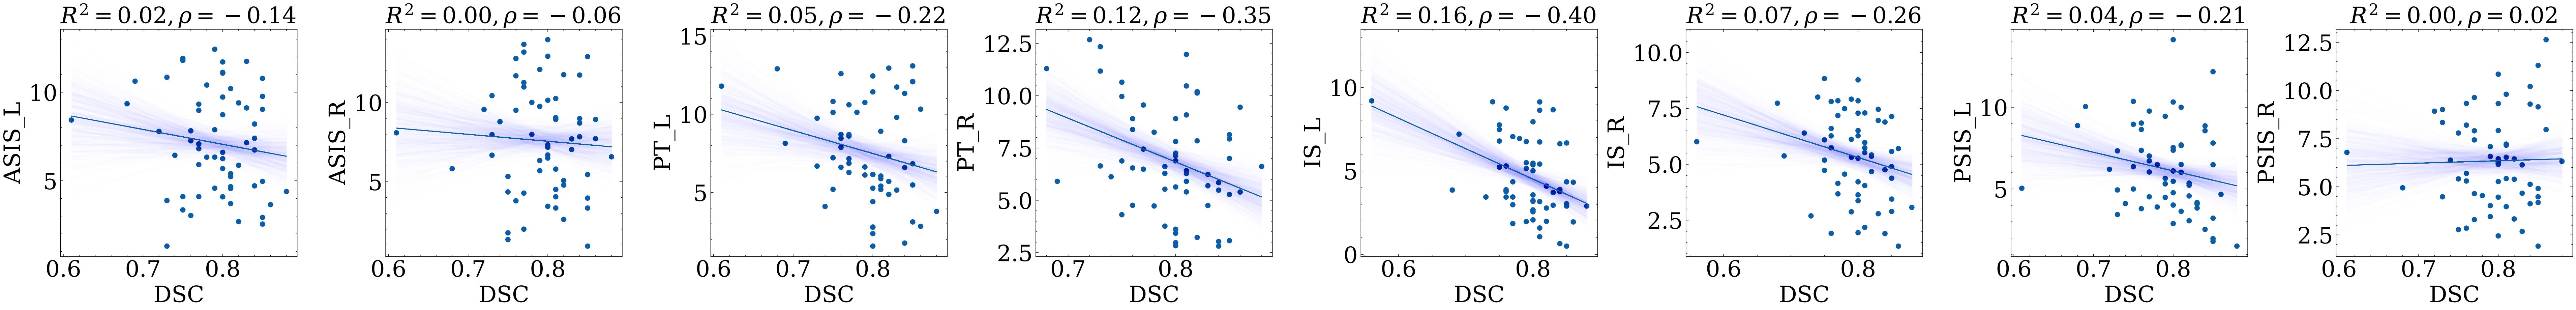 R² = 0.02, ρ = −0.14
ASIS_L
10
5
0.6 0.7 0.8
DSC
R² = 0.00, ρ = −0.06
ASIS_R
10
5
0.6 0.7 0.8
DSC
R² = 0.05, ρ = −0.22
PT_L
15
10
5
0.6 0.7 0.8
DSC
R² = 0.12, ρ = −0.35
PT_R
12.5
10.0
7.5
5.0
2.5
0.7 0.8
DSC
R² = 0.16, ρ = −0.40
IS_L
10
5
0
0.6 0.8
DSC
R² = 0.07, ρ = −0.26
IS_R
10.0
7.5
5.0
2.5
0.6 0.8
DSC
R² = 0.04, ρ = −0.21
PSIS_L
10
5
0.6 0.7 0.8
DSC
R² = 0.00, ρ = 0.02
PSIS_R
12.5
10.0
7.5
5.0
2.5
0.6 0.7 0.8
DSC